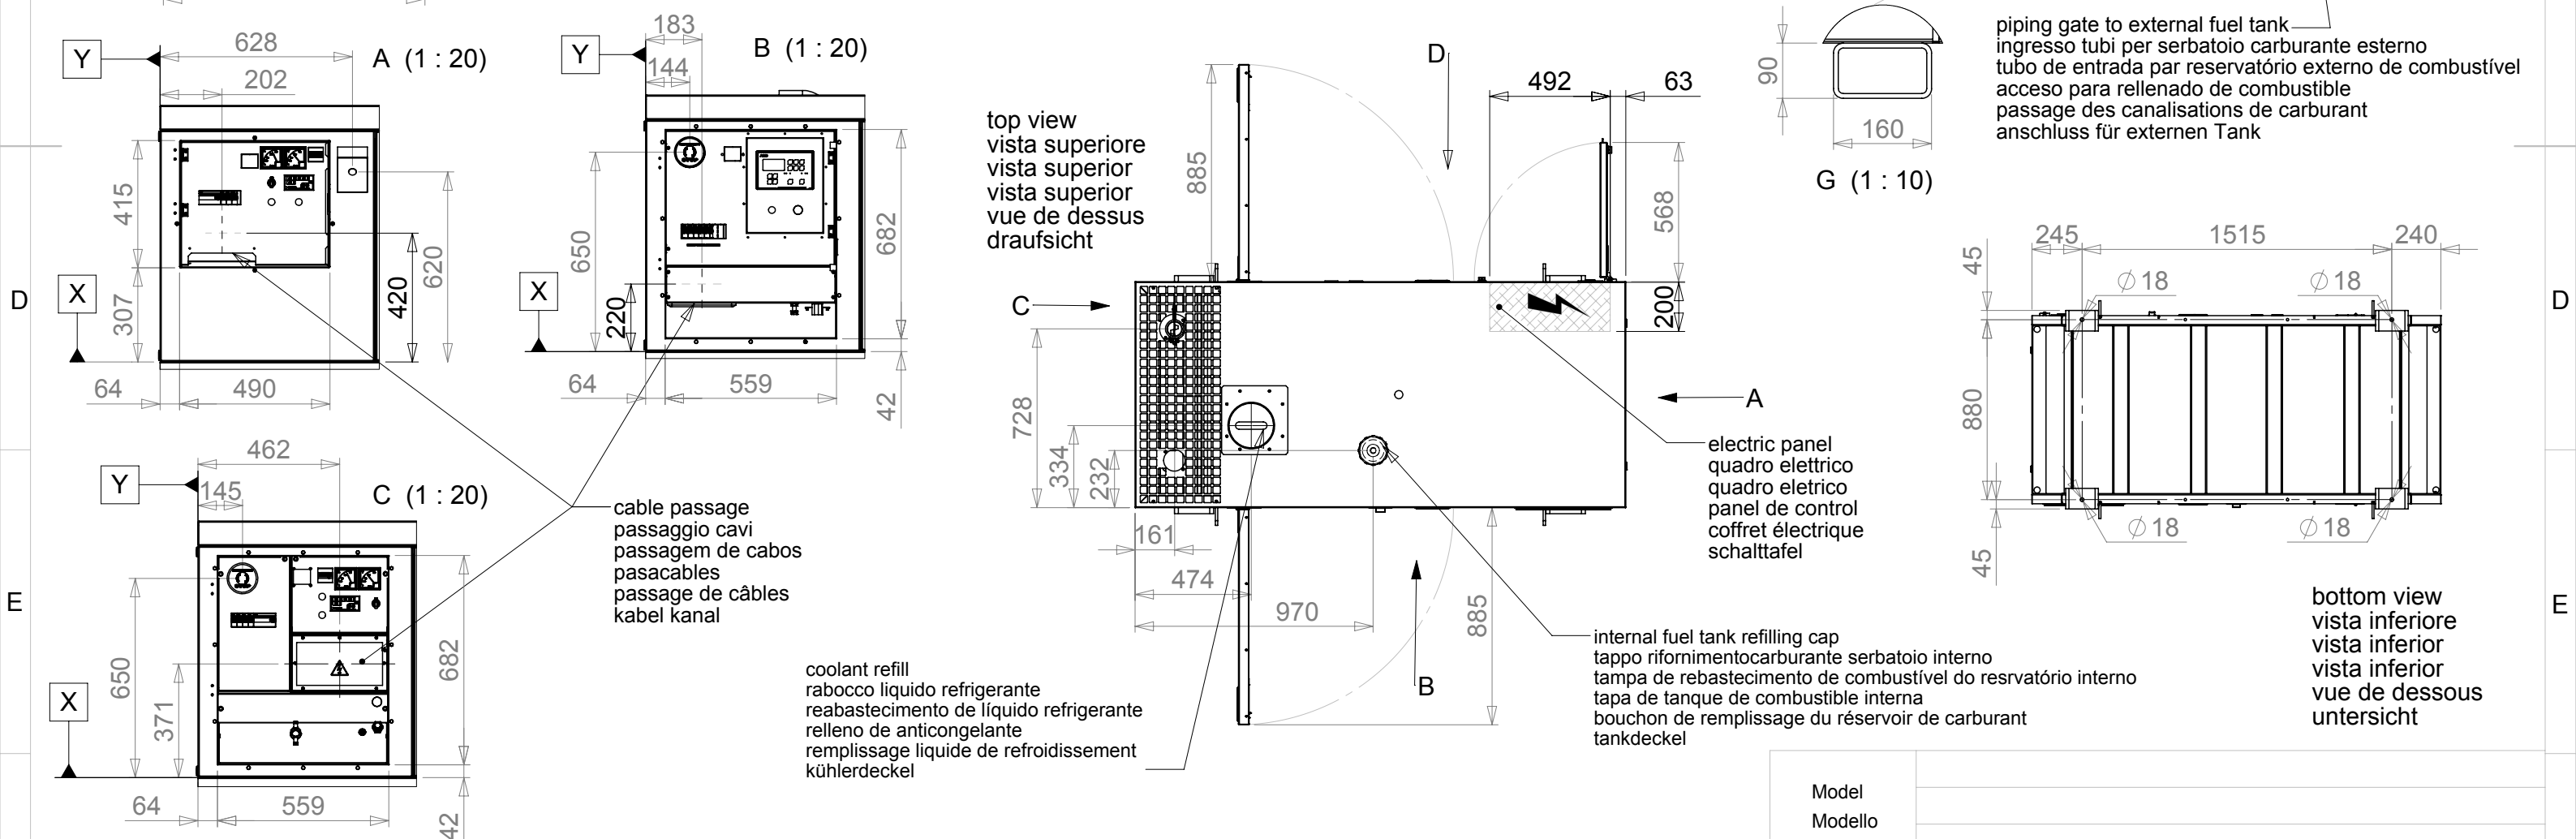 Y
628
202
A (1 : 20)
415
307
X
420
620
64
490
183
Y
B (1 : 20)
144
650
682
X
220
64
559
42
462
Y
145
C (1 : 20)
650
371
682
X
64
559
42
cable passage
passaggio cavi
passagem de cabos
pasacables
passage de câbles
kabel kanal
top view
vista superiore
vista superior
vista superior
vue de dessus
draufsicht
D
492
63
885
568
200
C
A
728
334
232
161
474
970
885
B
electric panel
quadro elettrico
quadro eletrico
panel de control
coffret électrique
schalttafel
coolant refill
rabocco liquido refrigerante
reabastecimento de líquido refrigerante
relleno de anticongelante
remplissage liquide de refroidissement
kühlerdeckel
internal fuel tank refilling cap
tappo rifornimentocarburante serbatoio interno
tampa de rebastecimento de combustível do resrvatório interno
tapa de tanque de combustible interna
bouchon de remplissage du réservoir de carburant
tankdeckel
90
160
G (1 : 10)
piping gate to external fuel tank
ingresso tubi per serbatoio carburante esterno
tubo de entrada par reservatório externo de combustível
acceso para rellenado de combustible
passage des canalisations de carburant
anschluss für externen Tank
245
1515
240
45
∅ 18
∅ 18
880
∅ 18
∅ 18
45
bottom view
vista inferiore
vista inferior
vista inferior
vue de dessous
untersicht
D
D
E
E
Model
Modello